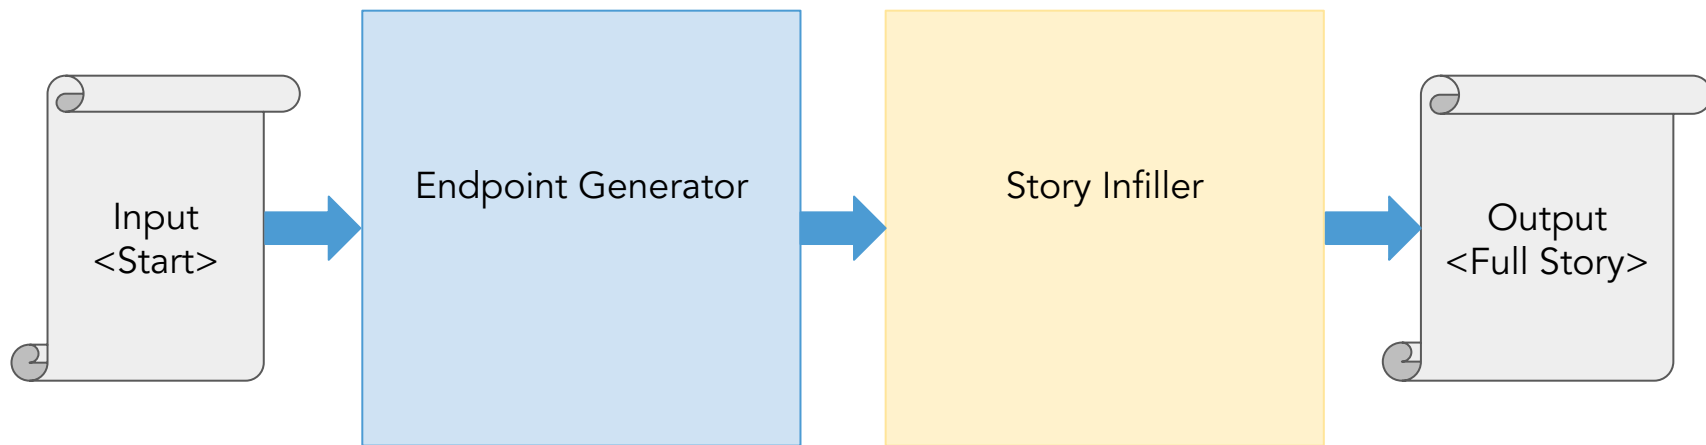 Input
<Start>
Endpoint Generator
Story Infiller
Output
<Full Story>